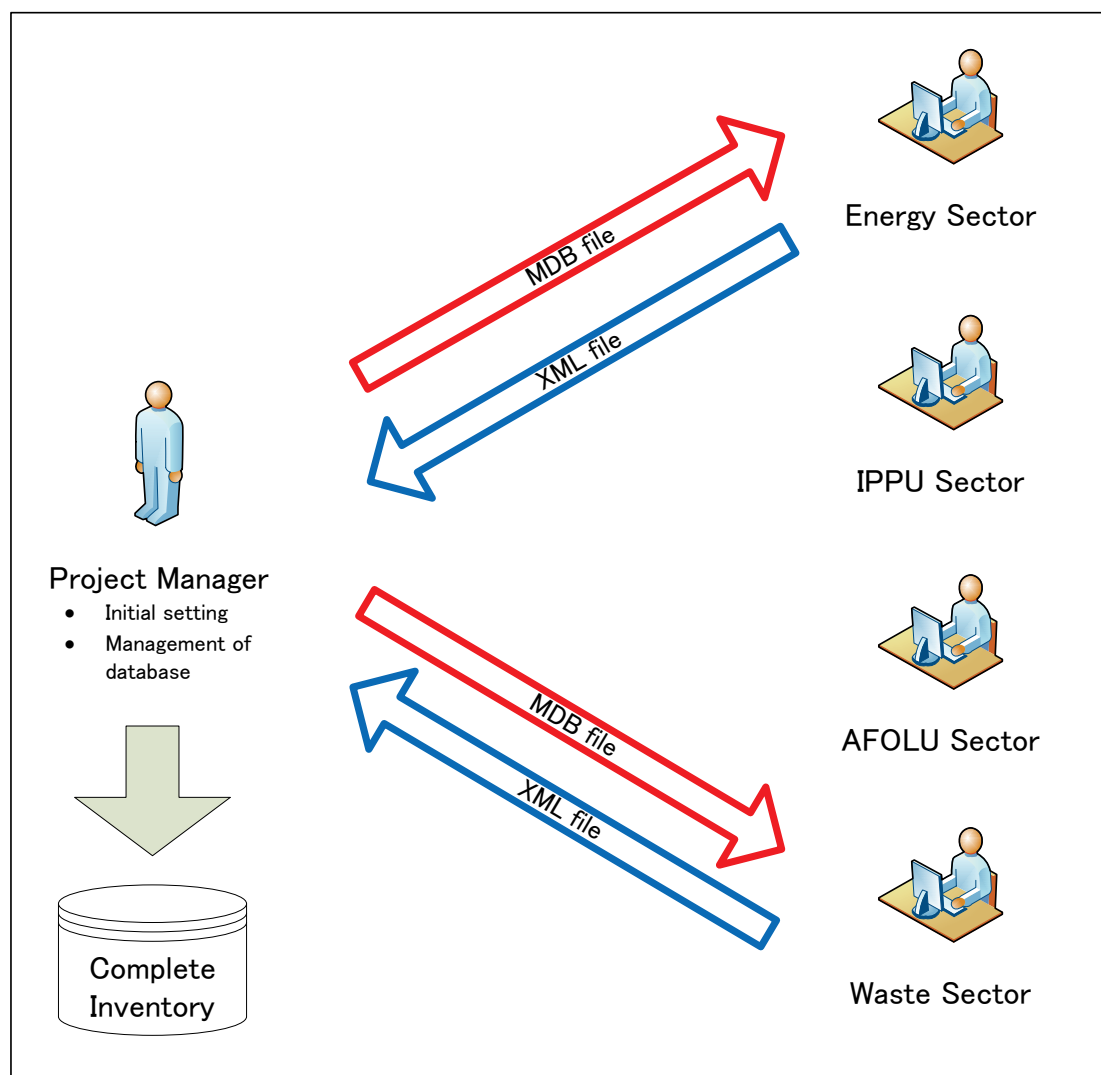 Energy Sector
MDB file
XML file
IPPU Sector
Project Manager
• Initial setting
• Management of
database
MDB file
XML file
AFOLU Sector
Complete
Inventory
Waste Sector